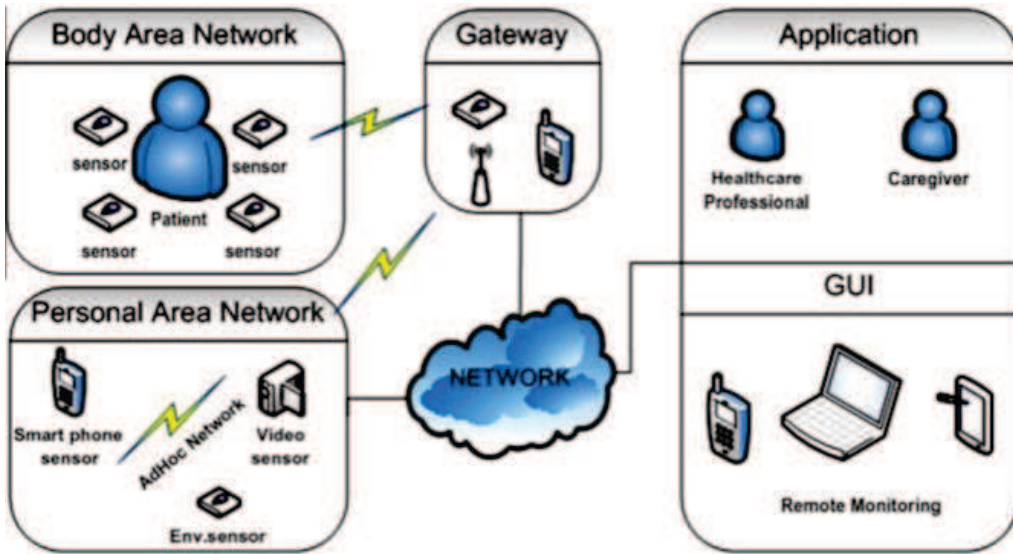 Body Area Network
sensor
sensor
Patient
sensor
sensor
Gateway
Application
Healthcare
Professional
Caregiver
Personal Area Network
Smart phone
sensor
AdHoc Network
Video
sensor
Env.sensor
NETWORK
GUI
Remote Monitoring